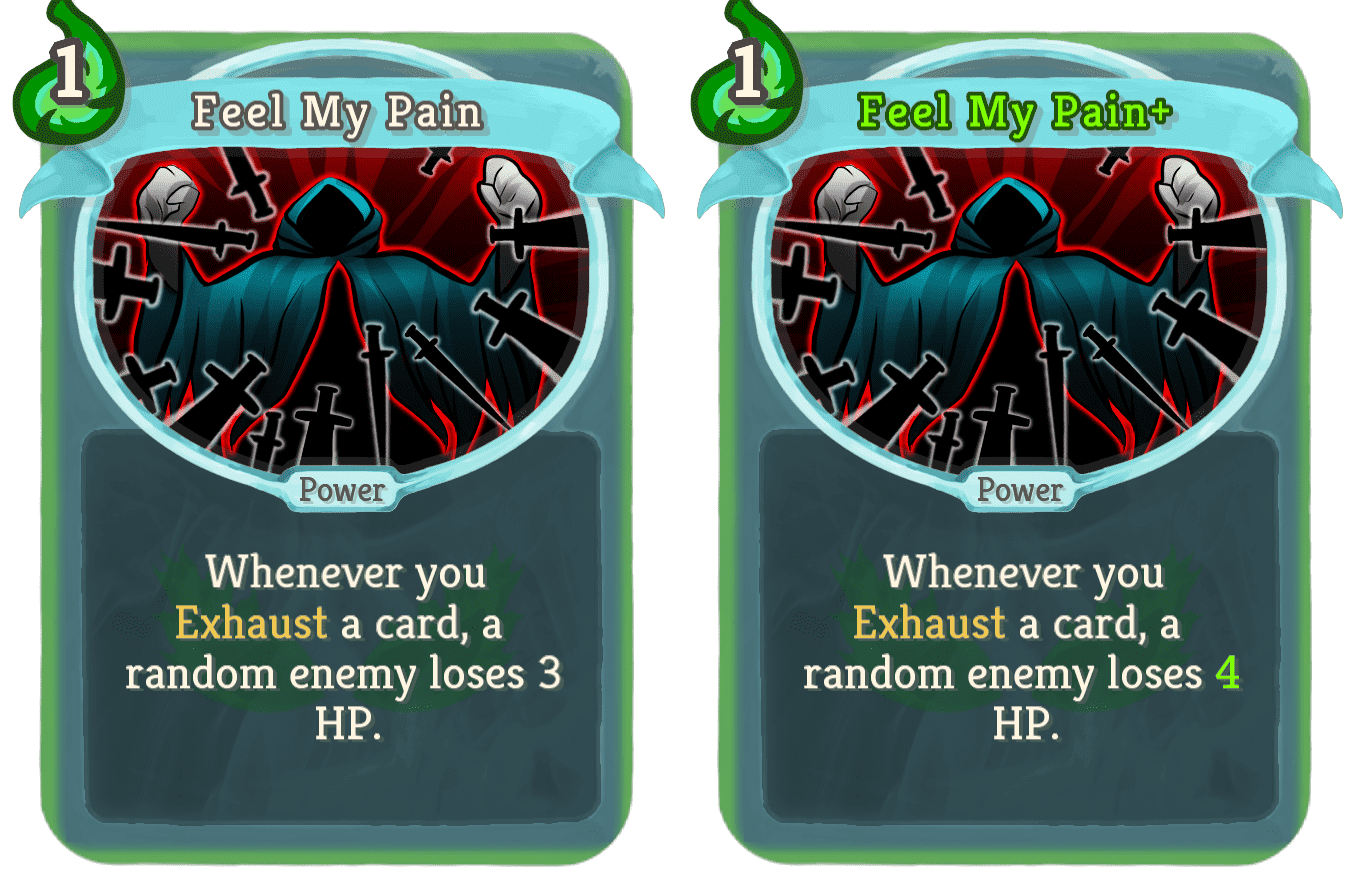 1
Feel My Pain
Power
Whenever you
Exhaust a card, a
random enemy loses 3
HP.
1
Feel My Pain+
Power
Whenever you
Exhaust a card, a
random enemy loses 4
HP.